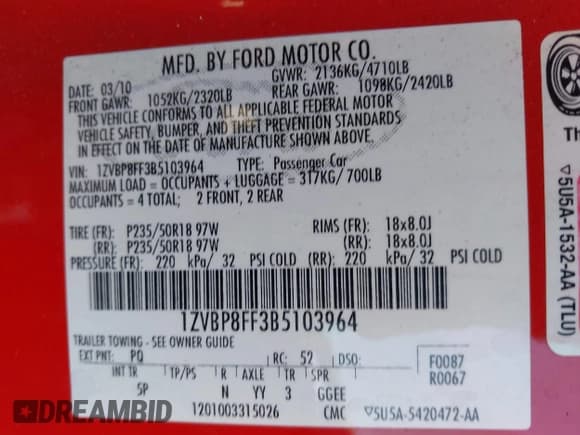 MFD. BY FORD MOTOR CO.
DATE: 03/10 GVWR: 2136KG/4710LB
FRONT GAWR: 1052KG/2320LB REAR GAWR: 1098KG/2420LB
THIS VEHICLE CONFORMS TO ALL APPLICABLE FEDERAL MOTOR
VEHICLE SAFETY, BUMPER, AND THEFT PREVENTION STANDARDS
IN EFFECT ON THE DATE OF MANUFACTURE SHOWN ABOVE.
VIN: 1ZVBP8FF3B5103964 TYPE: Passenger Car
MAXIMUM LOAD = OCCUPANTS + LUGGAGE = 317KG/700LB
OCCUPANTS = 4 TOTAL; 2 FRONT, 2 REAR
TIRE (FR): P235/50R18 97W RIMS (FR): 18x8.0J
(RR): P235/50R18 97W (RR): 18x8.0J
PRESSURE (FR): 220 kPa/ 32 PSI COLD (RR): 220 kPa/ 32 PSI COLD
1ZVBP8FF3B5103964
TRAILER TOWING - SEE OWNER GUIDE
EXT PNT: PQ RC: 52 DSO: F0087
INT TR TP/PS R AXLE TR SPR R0067
5P N YY 3 GGEE
1201003315026 CMC 5U5A-5420472-AA
5U5A-1532-AA (TLU)
DREAMBID